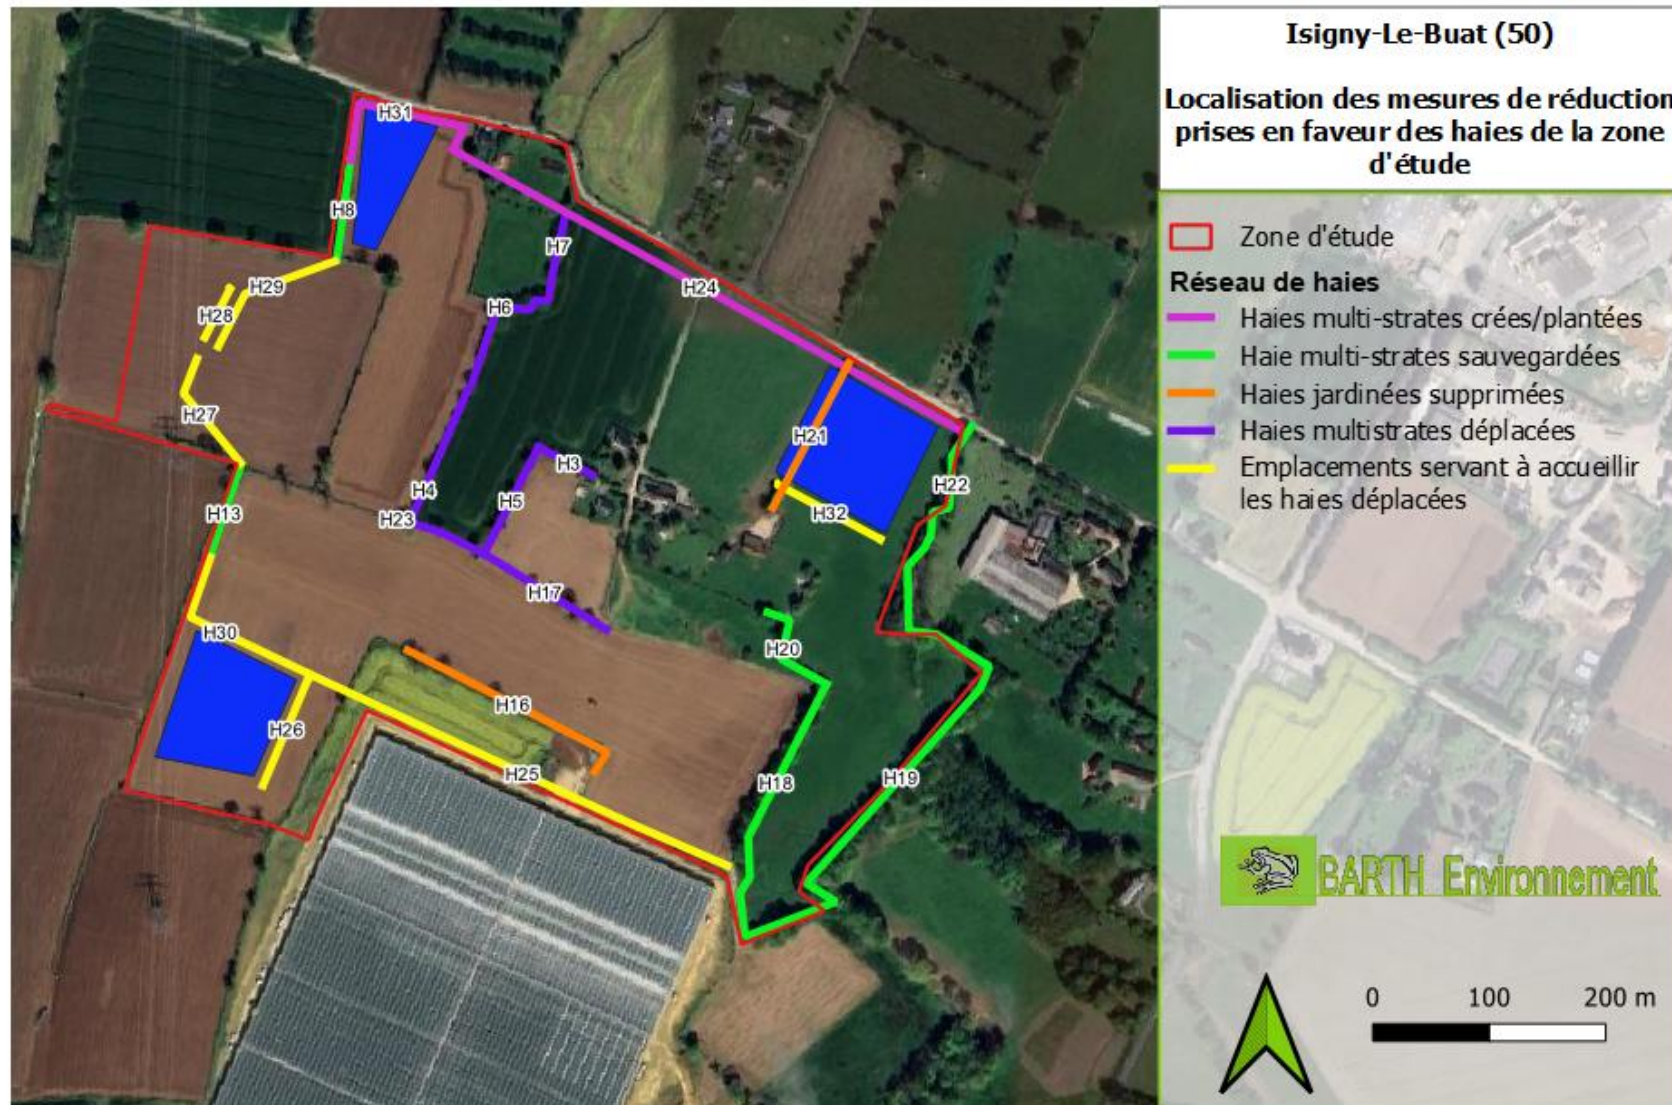 Isigny-Le-Buat (50)
Localisation des mesures de réduction
prises en faveur des haies de la zone
d'étude
Zone d'étude
Réseau de haies
Haies multi-strates crées/plantées
Haie multi-strates sauvegardées
Haies jardinées supprimées
Haies multistrates déplacées
Emplacements servant à accueillir
les haies déplacées
BARTH Environnement
0 100 200 m
H31
H8
H7
H29
H24
H6
H28
H27
H21
H3
H4
H5
H22
H13
H23
H32
H17
H30
H20
H16
H26
H25
H18
H19